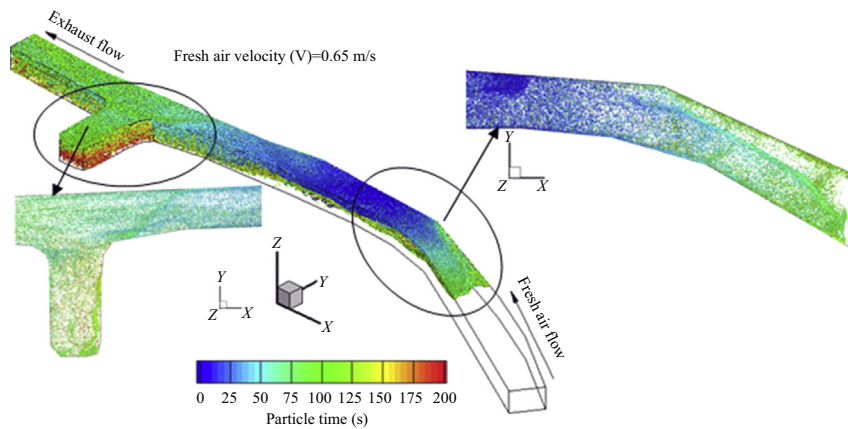 Exhaust flow
Fresh air velocity (V)=0.65 m/s
Y
Z
X
Z
Y
X
Y
Z
X
Fresh air flow
0 25 50 75 100 125 150 175 200
Particle time (s)